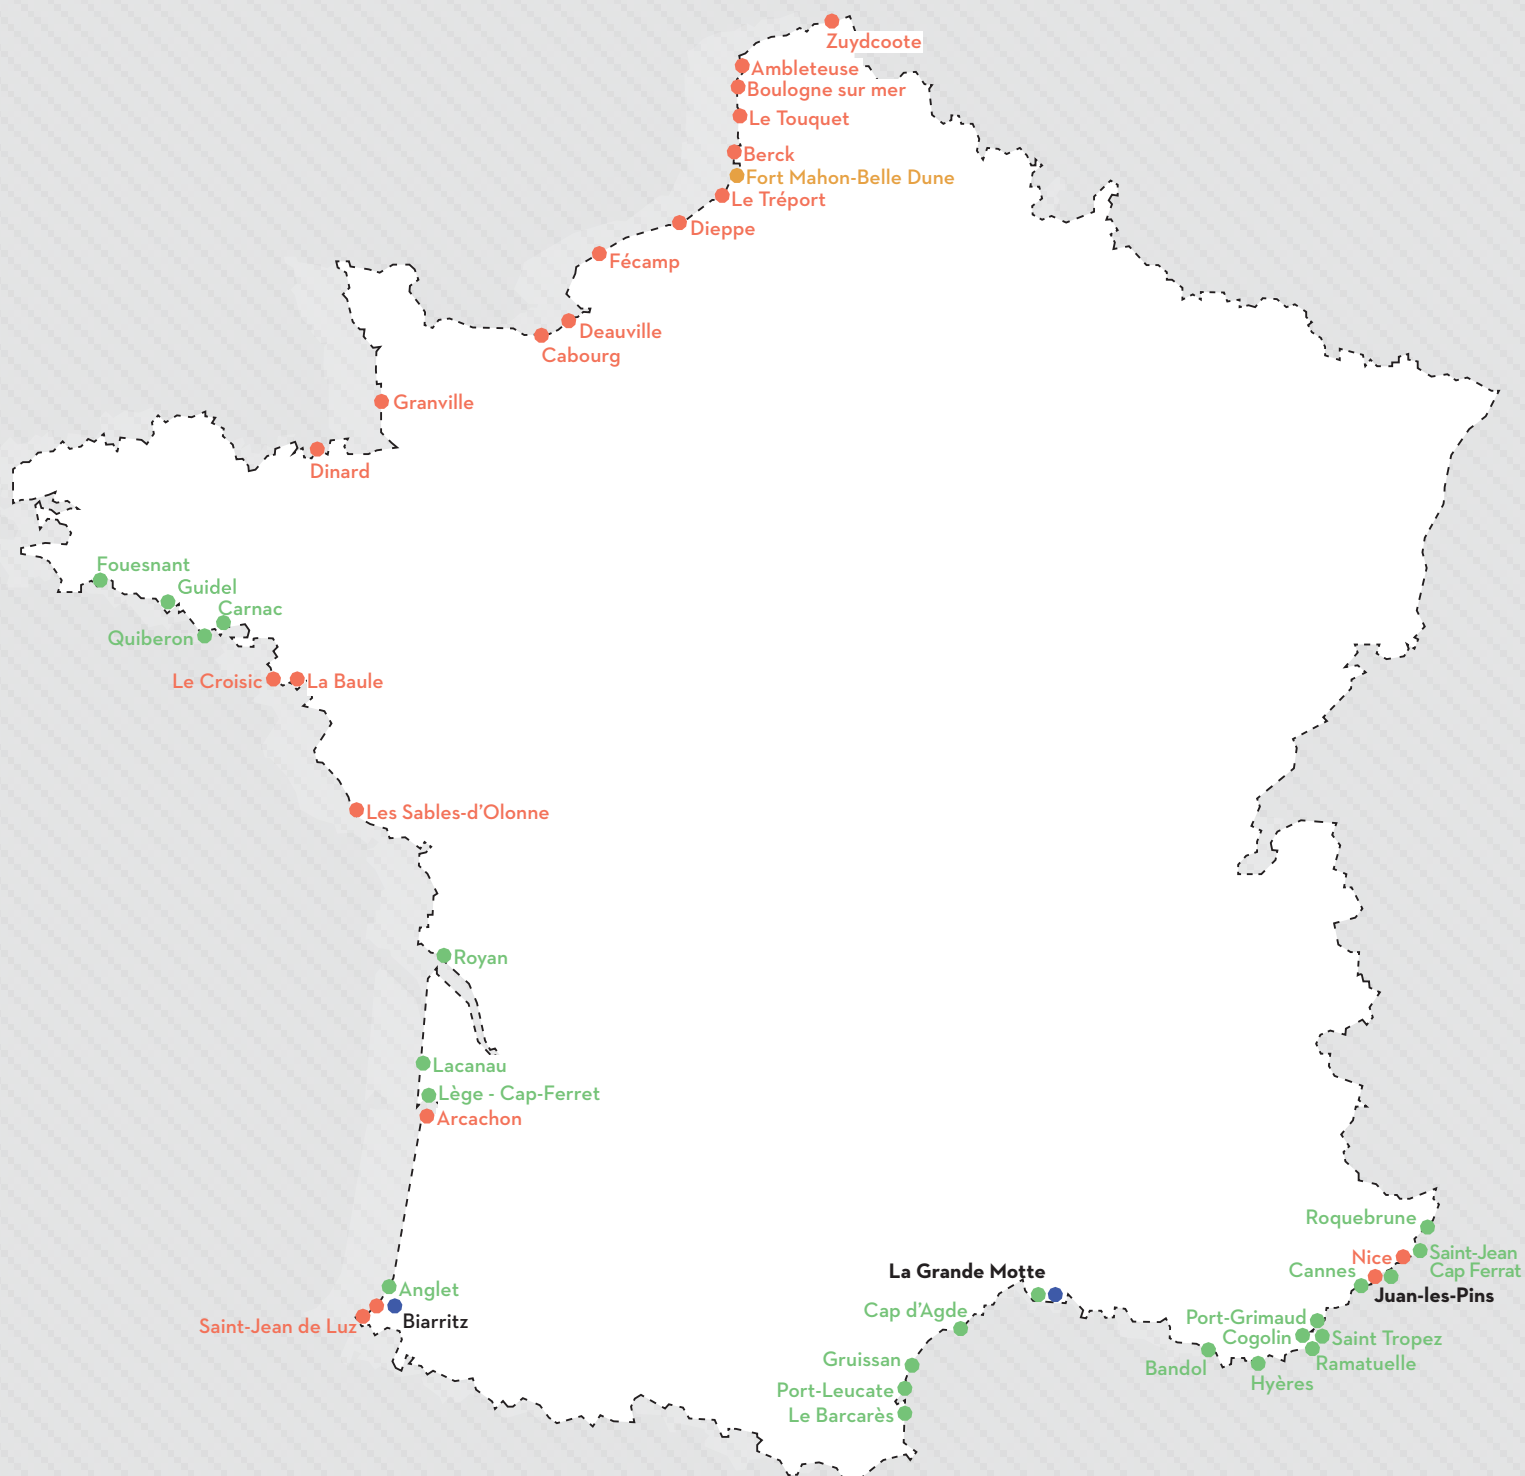 Zuydcoote
Ambleteuse
Boulogne sur mer
Le Touquet
Berck
Fort Mahon-Belle Dune
Le Tréport
Dieppe
Fécamp
Deauville
Cabourg
Granville
Dinard
Fouesnant
Guidel
Carnac
Quiberon
Le Croisic
La Baule
Les Sables-d'Olonne
Royan
Lacanau
Lège - Cap-Ferret
Arcachon
Anglet
Biarritz
Saint-Jean de Luz
La Grande Motte
Cap d'Agde
Gruissan
Port-Leucate
Le Barcarès
Roquebrune
Nice
Saint-Jean
Cap Ferrat
Cannes
Juan-les-Pins
Port-Grimaud
Cogolin
Saint Tropez
Ramatuelle
Bandol
Hyères